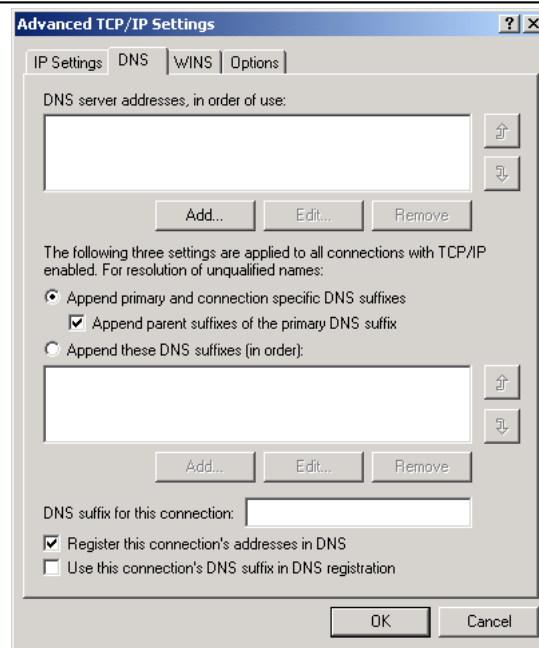 Advanced TCP/IP Settings
IP Settings DNS WINS Options
DNS server addresses, in order of use:
Add... Edit... Remove
The following three settings are applied to all connections with TCP/IP
enabled. For resolution of unqualified names:
Append primary and connection specific DNS suffixes
Append parent suffixes of the primary DNS suffix
Append these DNS suffixes (in order):
Add... Edit... Remove
DNS suffix for this connection:
Register this connection's addresses in DNS
Use this connection's DNS suffix in DNS registration
OK Cancel